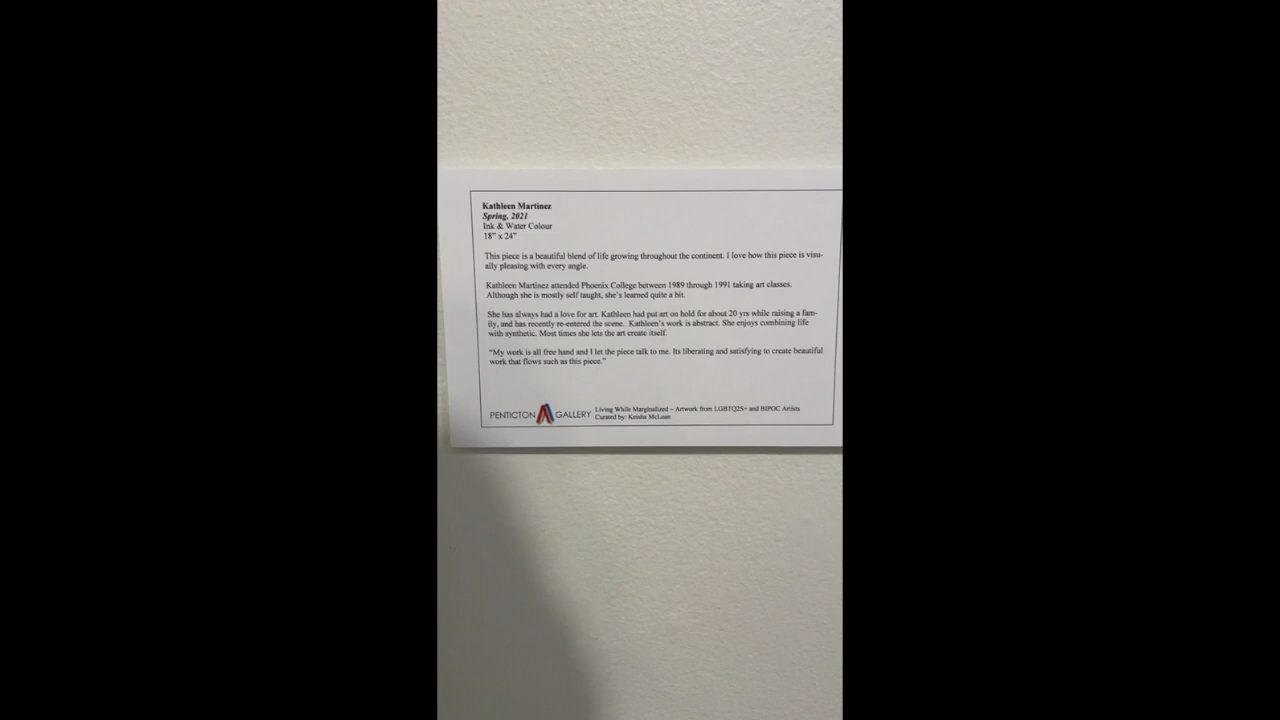 Kathleen Martinez
Spring, 2021
Ink & Water Colour
18" x 24"
This piece is a beautiful blend of life growing throughout the continent. I love how this piece is visu-
ally pleasing with every angle.
Kathleen Martinez attended Phoenix College between 1989 through 1991 taking art classes.
Although she is mostly self taught, she's learned quite a bit.
She has always had a love for art. Kathleen had put art on hold for about 20 yrs while raising a fam-
ily, and has recently re-entered the scene. Kathleen's work is abstract. She enjoys combining life
with synthetic. Most times she lets the art create itself.
"My work is all free hand and I let the piece talk to me. Its liberating and satisfying to create beautiful
work that flows such as this piece."
PENTICTON GALLERY
Living While Marginalized – Artwork from LGBTQ2S+ and BIPOC Artists
Curated by: Keisha McLean